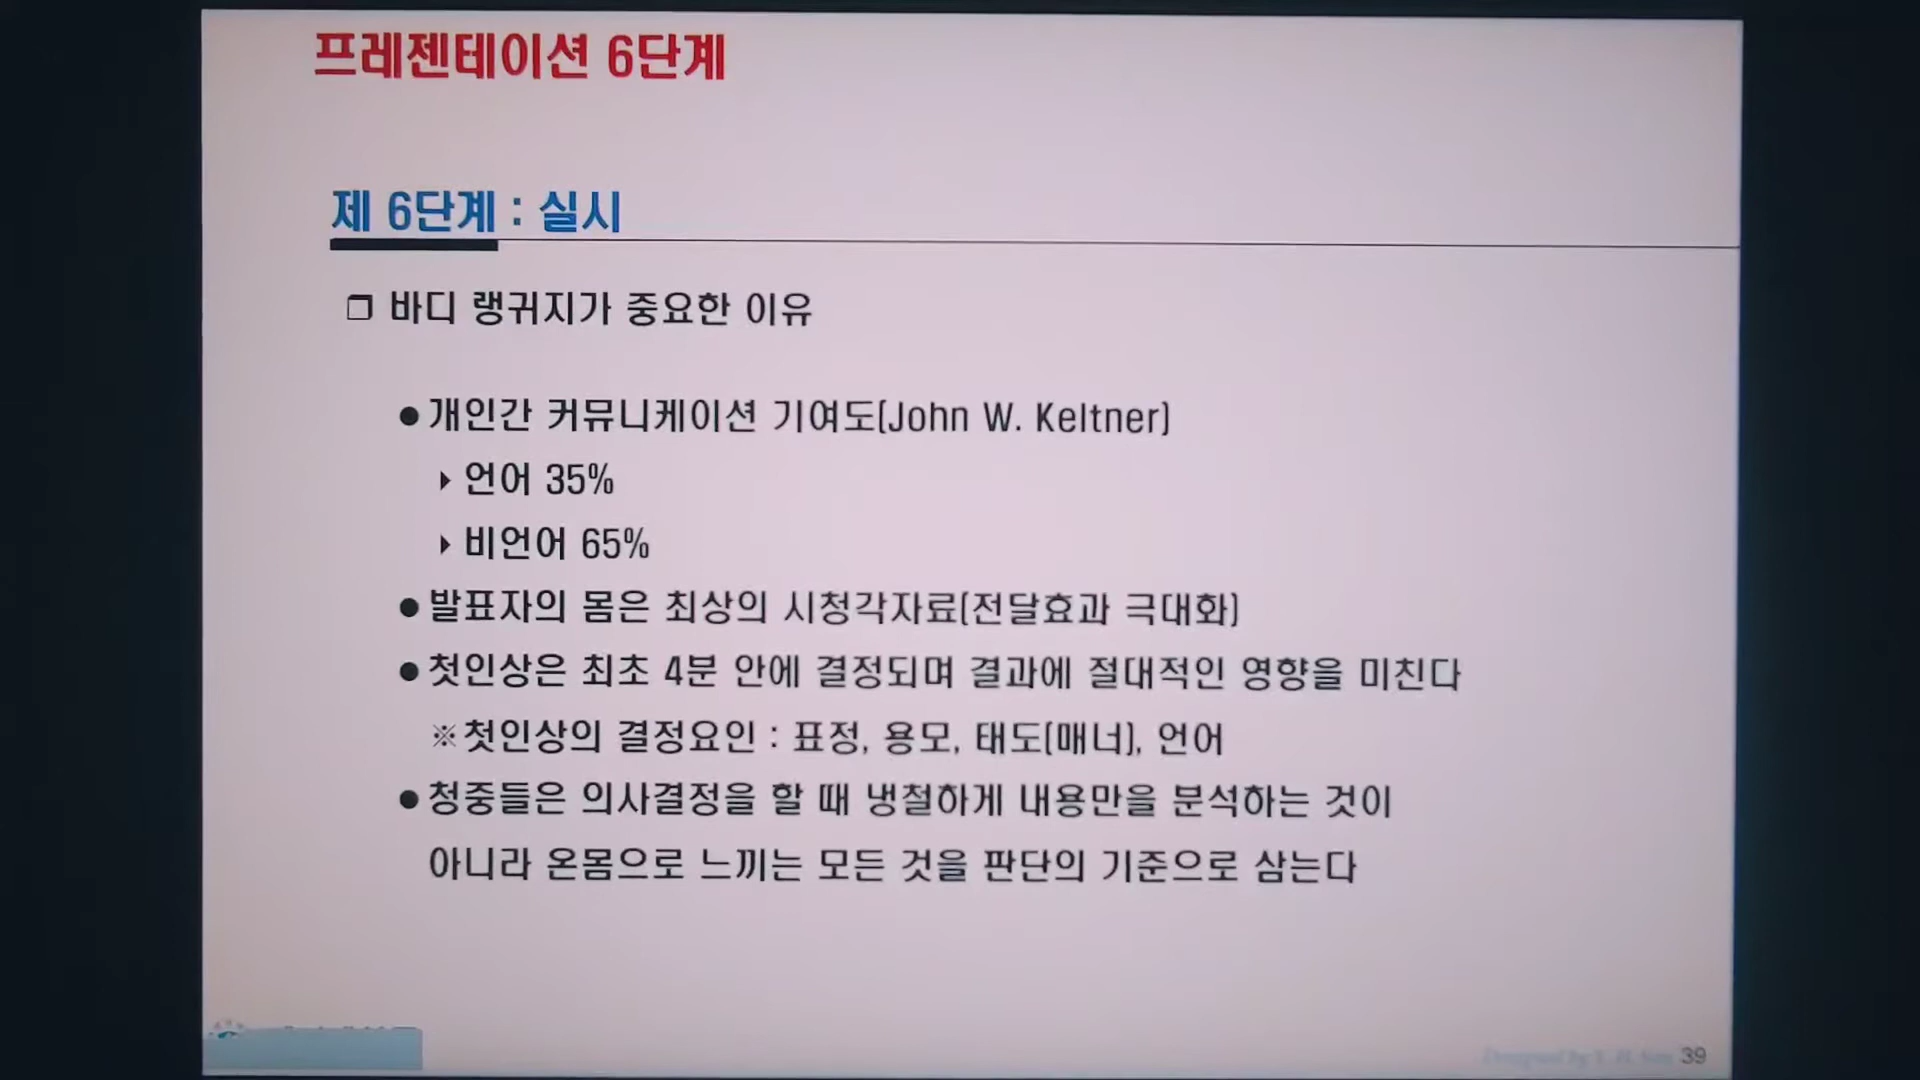 프레젠테이션 6단계
제 6단계 : 실시
❐ 바디 랭귀지가 중요한 이유
●개인간 커뮤니케이션 기여도(John W. Keltner)
▸언어 35%
▸비언어 65%
●발표자의 몸은 최상의 시청각자료(전달효과 극대화)
●첫인상은 최초 4분 안에 결정되며 결과에 절대적인 영향을 미친다
※첫인상의 결정요인 : 표정, 용모, 태도(매너), 언어
●청중들은 의사결정을 할 때 냉철하게 내용만을 분석하는 것이
아니라 온몸으로 느끼는 모든 것을 판단의 기준으로 삼는다
Designed by 39